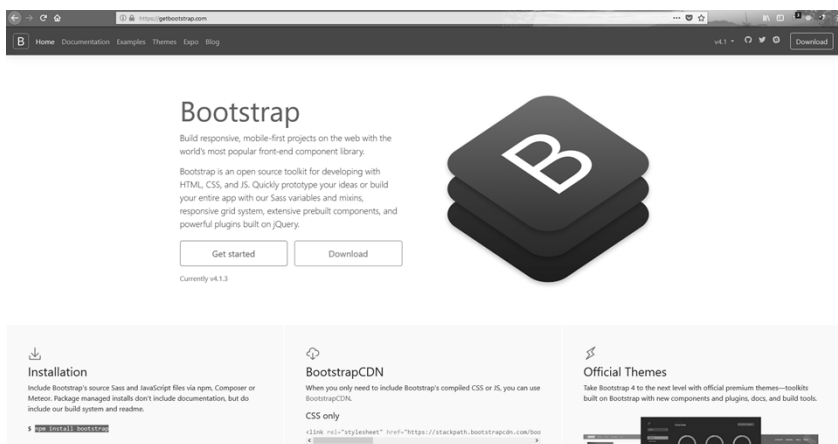 https://getbootstrap.com
B Home Documentation Examples Themes Expo Blog
v4.1
Download
Bootstrap
Build responsive, mobile-first projects on the web with the
world's most popular front-end component library.
Bootstrap is an open source toolkit for developing with
HTML, CSS, and JS. Quickly prototype your ideas or build
your entire app with our Sass variables and mixins,
responsive grid system, extensive prebuilt components, and
powerful plugins built on jQuery.
Get started
Download
Currently v4.1.3
B
Installation
Include Bootstrap's source Sass and JavaScript files via npm, Composer or
Meteor. Package managed installs don't include documentation, but do
include our build system and readme.
$ npm install bootstrap
BootstrapCDN
When you only need to include Bootstrap's compiled CSS or JS, you can use
BootstrapCDN.
CSS only
<link rel="stylesheet" href="https://stackpath.bootstrapcdn.com/boo
Official Themes
Take Bootstrap 4 to the next level with official premium themes—toolkits
built on Bootstrap with new components and plugins, docs, and build tools.